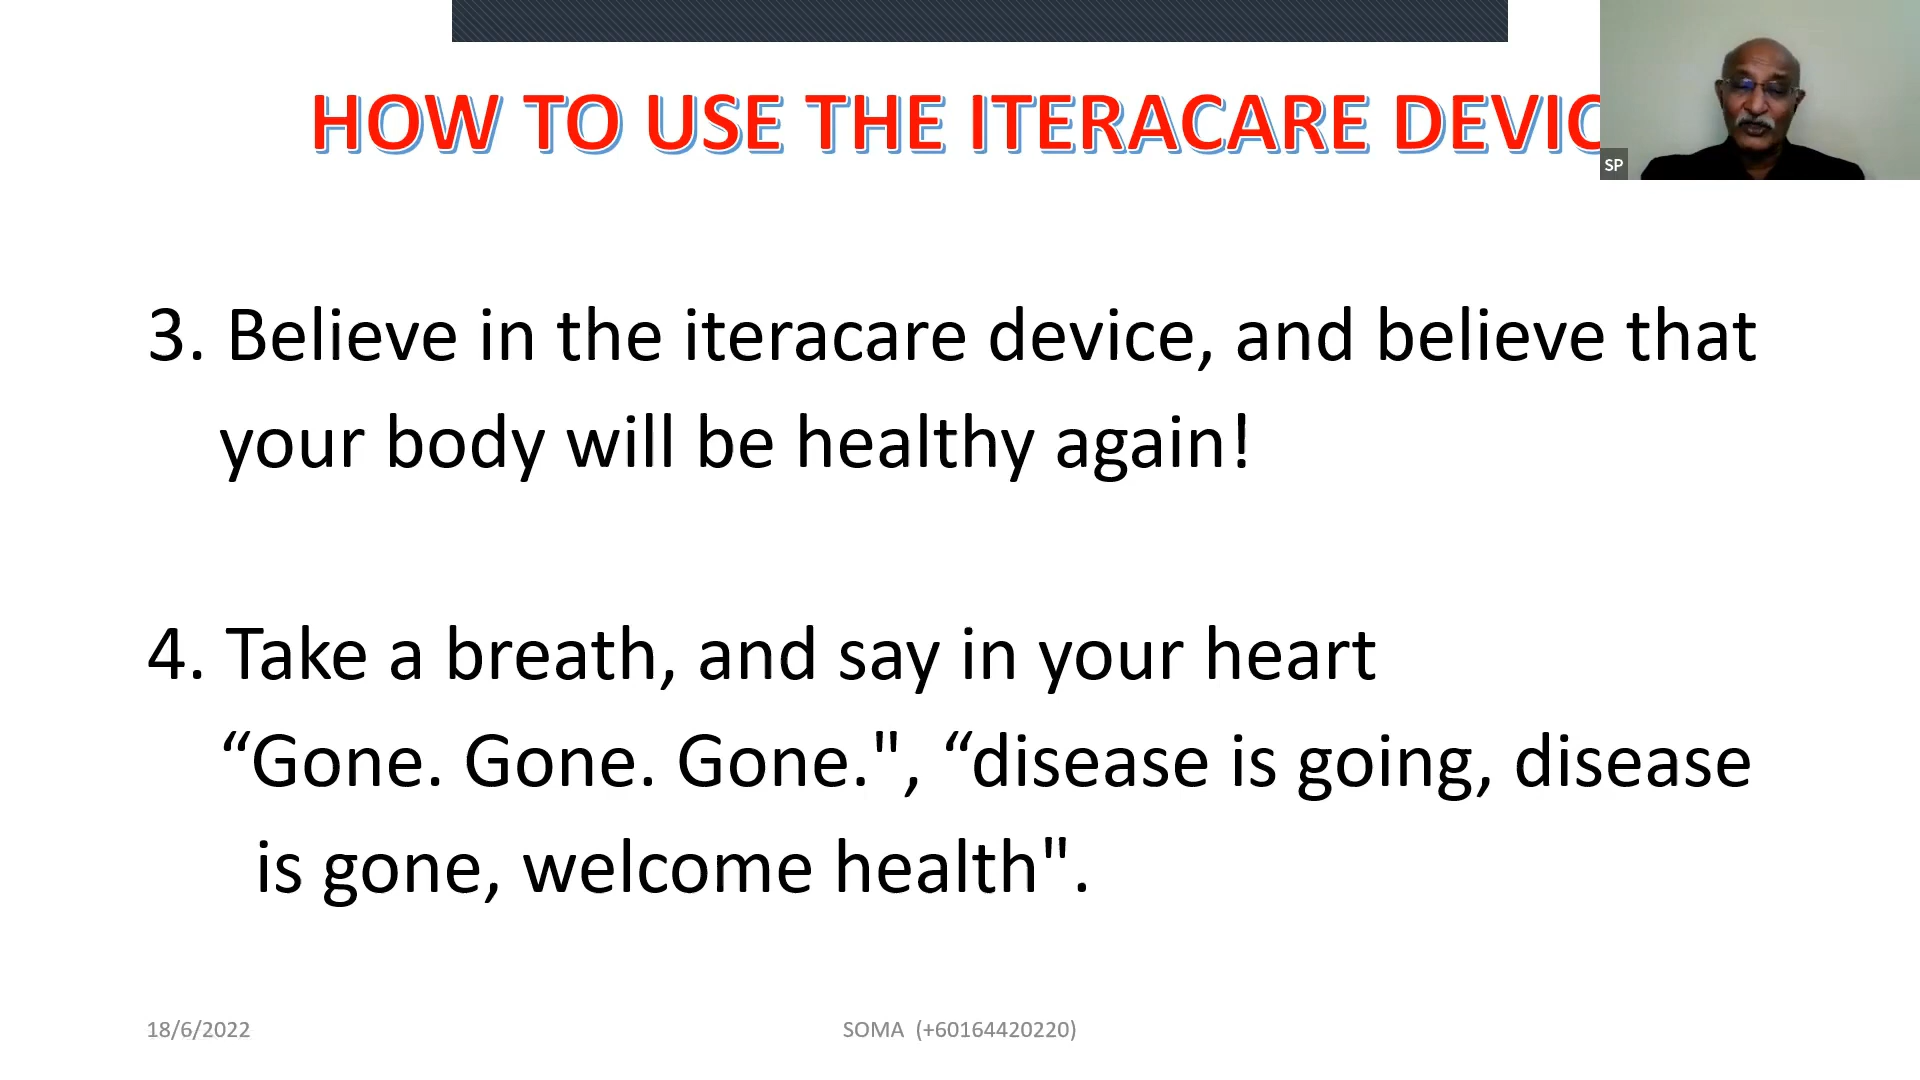 HOW TO USE THE ITERACARE DEVIC
SP
3. Believe in the iteracare device, and believe that
your body will be healthy again!
4. Take a breath, and say in your heart
“Gone. Gone. Gone.", “disease is going, disease
is gone, welcome health".
18/6/2022
SOMA (+60164420220)